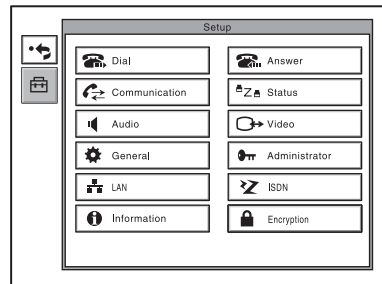 Setup
Dial
Answer
Communication
Status
Audio
Video
General
Administrator
LAN
ISDN
Information
Encryption